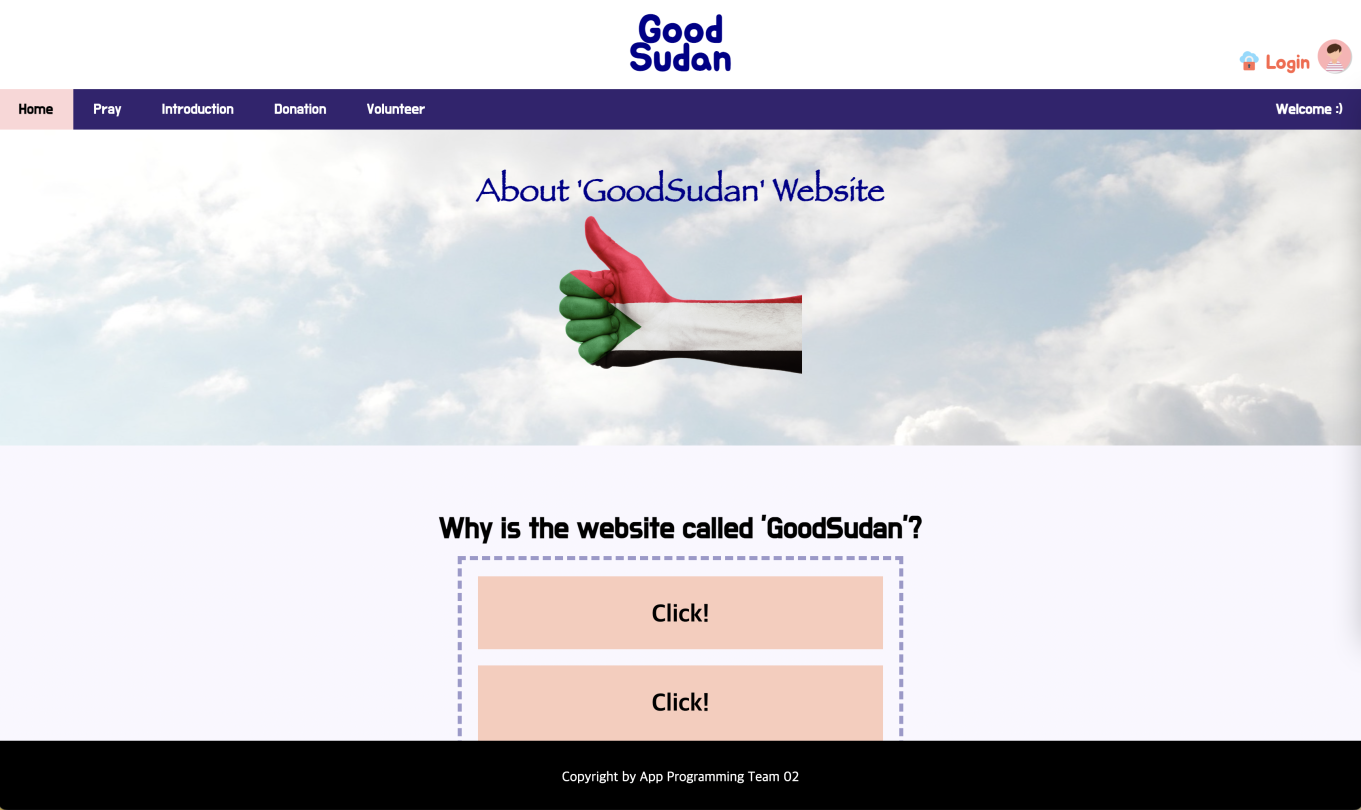 Good
Sudan
Login
Home
Pray
Introduction
Donation
Volunteer
Welcome :)
About 'GoodSudan' Website
Why is the website called 'GoodSudan'?
Click!
Click!
Copyright by App Programming Team 02